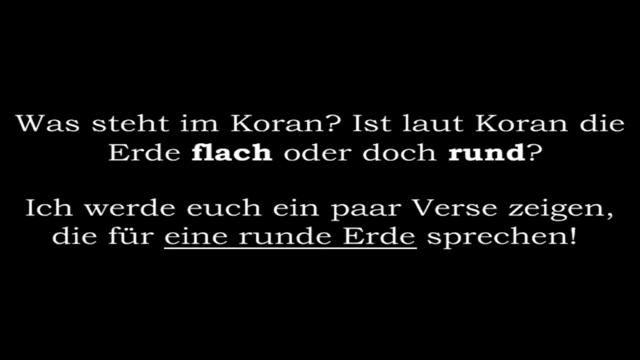 Was steht im Koran? Ist laut Koran die
Erde flach oder doch rund?
Ich werde euch ein paar Verse zeigen,
die für eine runde Erde sprechen!